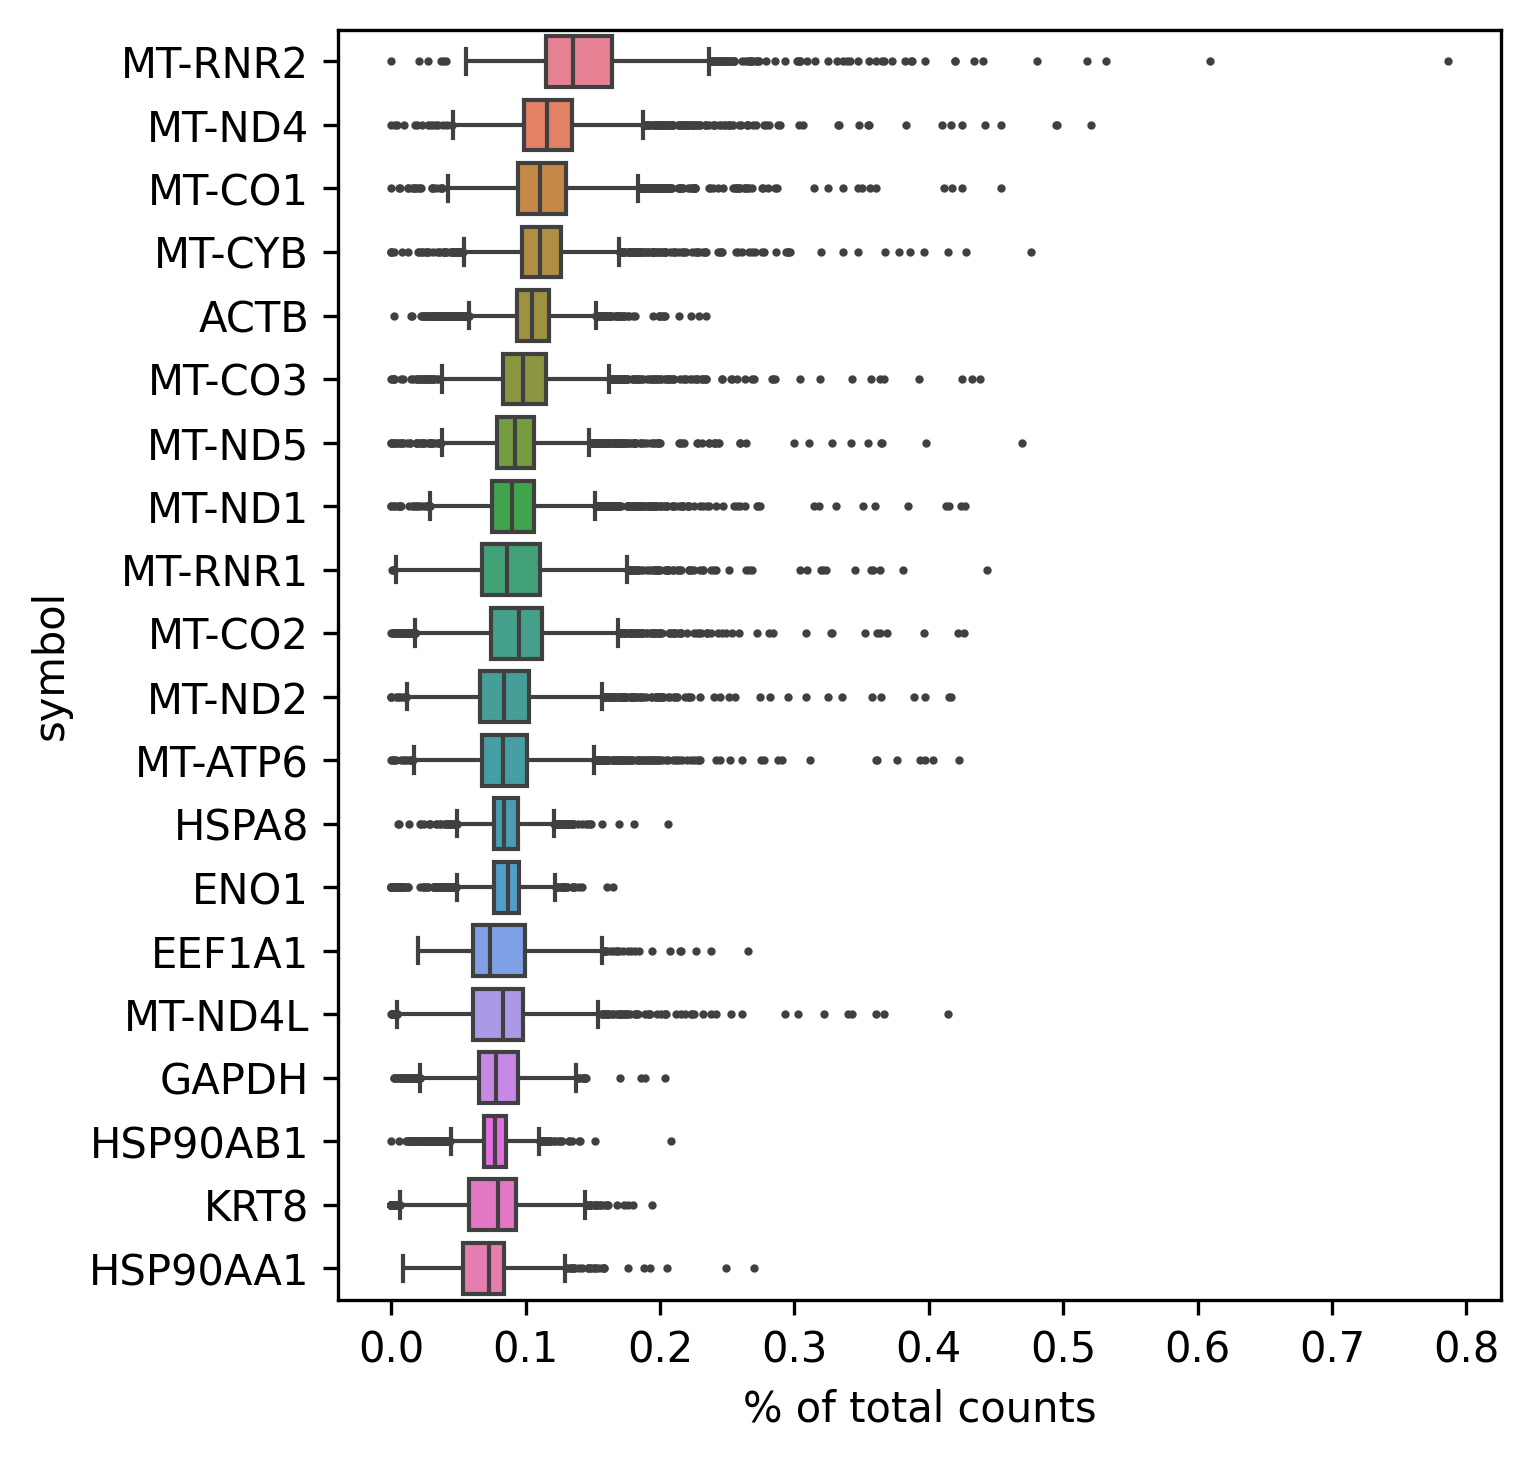 MT-RNR2
MT-ND4
MT-CO1
MT-CYB
ACTB
MT-CO3
MT-ND5
MT-ND1
MT-RNR1
MT-CO2
MT-ND2
MT-ATP6
HSPA8
ENO1
EEF1A1
MT-ND4L
GAPDH
HSP90AB1
KRT8
HSP90AA1
symbol
0.0 0.1 0.2 0.3 0.4 0.5 0.6 0.7 0.8
% of total counts